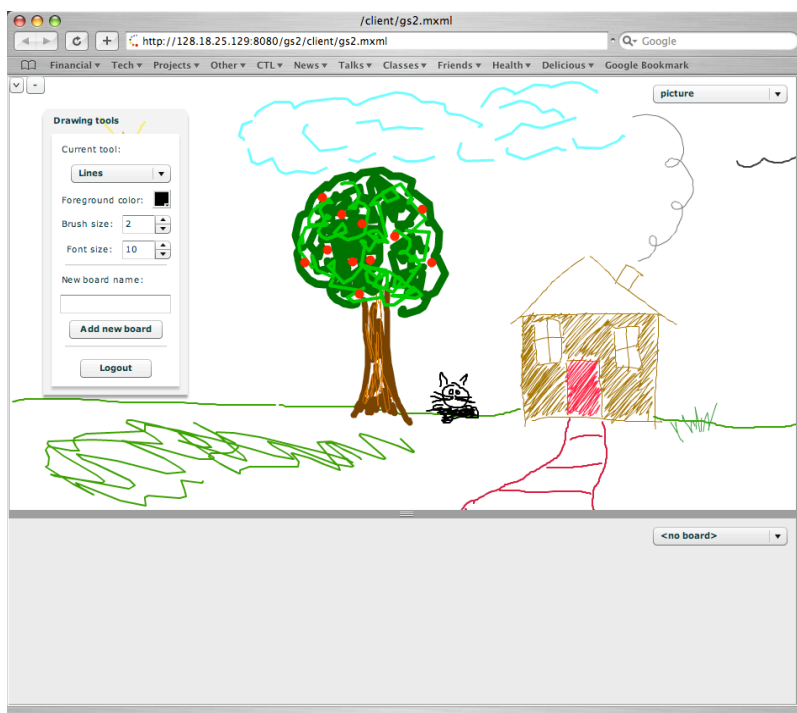 /client/gs2.mxml
http://128.18.25.129:8080/gs2/client/gs2.mxml
Google
Financial Tech Projects Other CTL News Talks Classes Friends Health Delicious Google Bookmark
picture
Drawing tools
Current tool:
Lines
Foreground color:
Brush size: 2
Font size: 10
New board name:
Add new board
Logout
<no board>